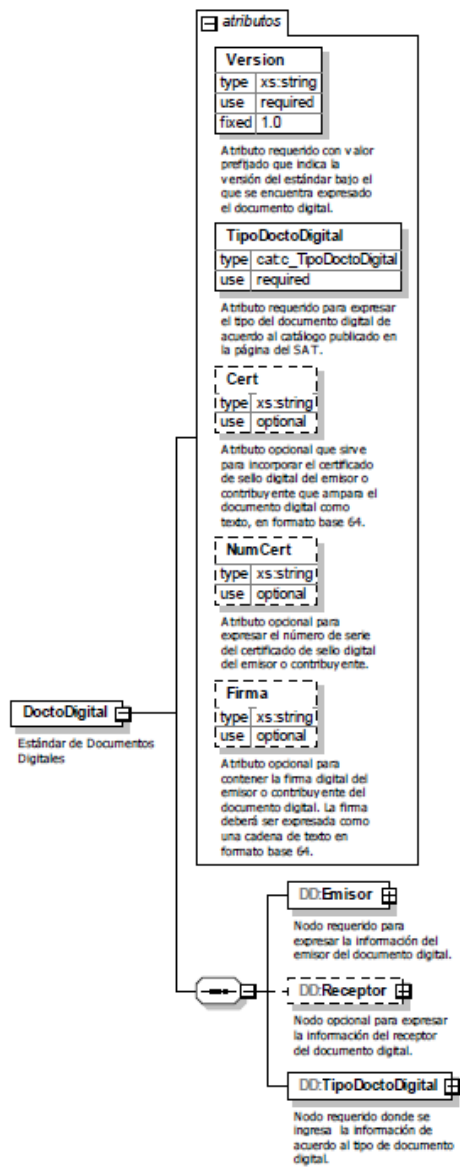 atributos
Version
type xs:string
use required
fixed 1.0
Atributo requerido con valor
prefijado que indica la
versión del estándar bajo el
que se encuentra expresado
el documento digital.
TipoDoctoDigital
type cat:c_TipoDoctoDigital
use required
Atributo requerido para expresar
el tipo del documento digital de
acuerdo al catálogo publicado en
la página del SAT.
Cert
type xs:string
use optional
Atributo opcional que sirve
para incorporar el certificado
de sello digital del emisor o
contribuyente que ampara el
documento digital como
texto, en formato base 64.
NumCert
type xs:string
use optional
Atributo opcional para
expresar el número de serie
del certificado de sello digital
del emisor o contribuyente.
Firma
type xs:string
use optional
Atributo opcional para
contener la firma digital del
emisor o contribuyente del
documento digital. La firma
deberá ser expresada como
una cadena de texto en
formato base 64.
DoctoDigital
Estándar de Documentos
Digitales
DD:Emisor
Nodo requerido para
expresar la información del
emisor del documento digital.
DD:Receptor
Nodo opcional para expresar
la información del receptor
del documento digital.
DD:TipoDoctoDigital
Nodo requerido donde se
ingresa la información de
acuerdo al tipo de documento
digital.